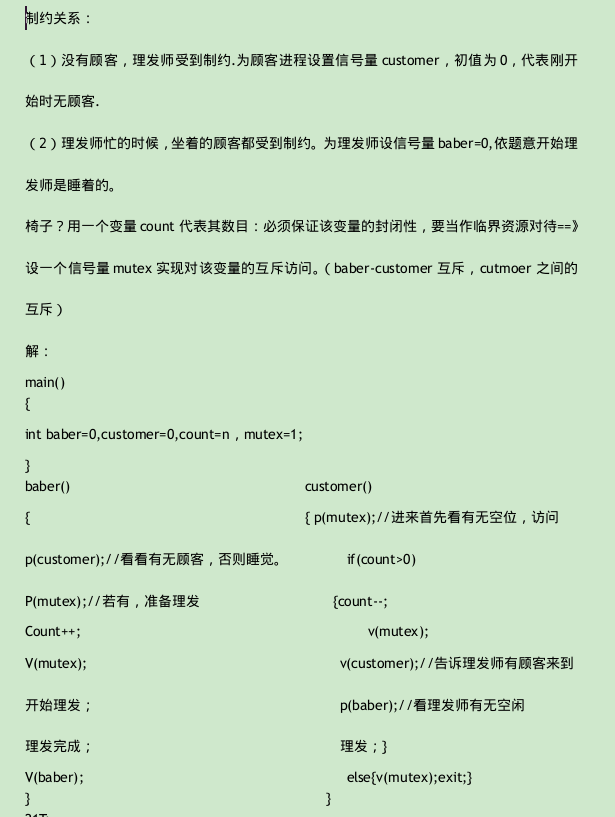 制约关系：
（1）没有顾客，理发师受到制约.为顾客进程设置信号量 customer，初值为 0，代表刚开
始时无顾客.
（2）理发师忙的时候，坐着的顾客都受到制约。为理发师设信号量 baber=0,依题意开始理
发师是睡着的。
椅子？用一个变量 count 代表其数目：必须保证该变量的封闭性，要当作临界资源对待==》
设一个信号量 mutex 实现对该变量的互斥访问。（baber-customer 互斥，cutmoer 之间的
互斥）
解：
main()
{
int baber=0,customer=0,count=n，mutex=1;
}
baber() customer()
{ { p(mutex);//进来首先看有无空位，访问
p(customer);//看看有无顾客，否则睡觉。 if(count>0)
P(mutex);//若有，准备理发 {count--;
Count++; v(mutex);
V(mutex); v(customer);//告诉理发师有顾客来到
开始理发； p(baber);//看理发师有无空闲
理发完成； 理发；}
V(baber); else{v(mutex);exit;}
} }